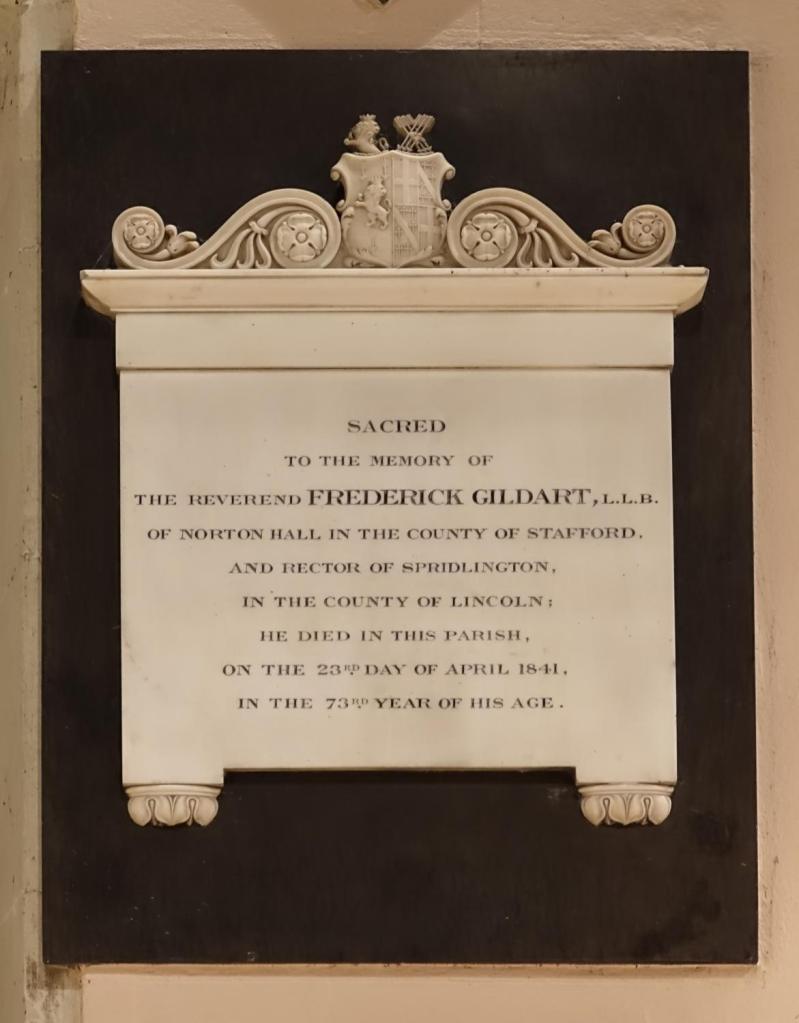 SACRED
TO THE MEMORY OF
THE REVEREND FREDERICK GILDART, L.L.B.
OF NORTON HALL IN THE COUNTY OF STAFFORD.
AND RECTOR OF SPRIDLINGTON,
IN THE COUNTY OF LINCOLN;
HE DIED IN THIS PARISH,
ON THE 23RD DAY OF APRIL 1841,
IN THE 73RD YEAR OF HIS AGE.